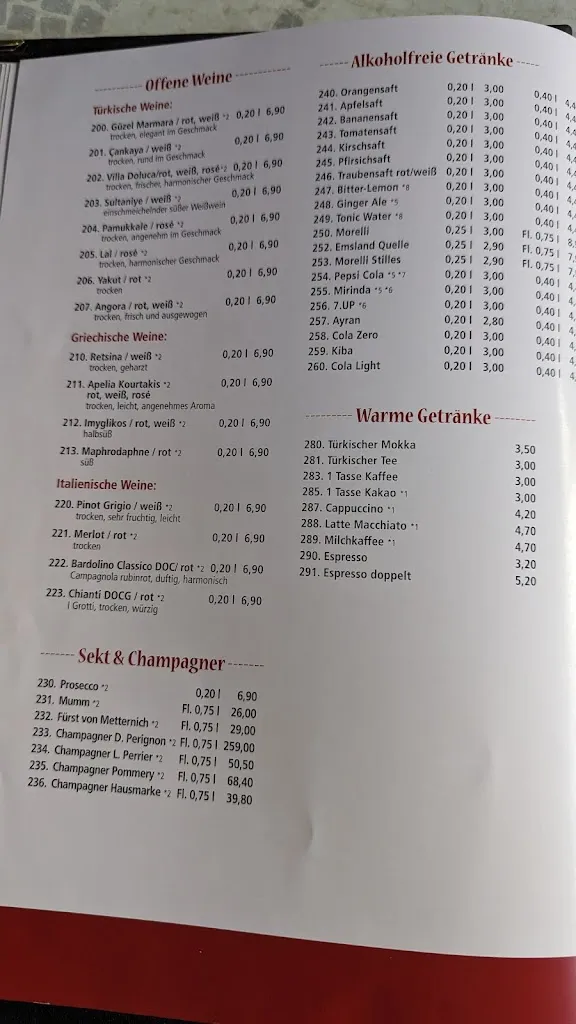 Offene Weine
Türkische Weine:
200. Güzel Marmara / rot, weiß *2 0,20 l 6,90
trocken, elegant im Geschmack
201. Çankaya / weiß *2 0,20 l 6,90
trocken, rund im Geschmack
202. Villa Doluca/rot, weiß, rosé*2 0,20 l 6,90
trocken, frischer, harmonischer Geschmack
203. Sultaniye / weiß *2 0,20 l 6,90
einschmeichelnder süßer Weißwein
204. Pamukkale / rosé *2 0,20 l 6,90
trocken, angenehm im Geschmack
205. Lal / rosé *2 0,20 l 6,90
trocken, harmonischer Geschmack
206. Yakut / rot *2 0,20 l 6,90
trocken
207. Angora / rot, weiß *2 0,20 l 6,90
trocken, frisch und ausgewogen
Griechische Weine:
210. Retsina / weiß *2 0,20 l 6,90
trocken, geharzt
211. Apelia Kourtakis *2 0,20 l 6,90
rot, weiß, rosé
trocken, leicht, angenehmes Aroma
212. Imyglikos / rot, weiß *2 0,20 l 6,90
halbsüß
213. Maphrodaphne / rot *2 0,20 l 6,90
süß
Italienische Weine:
220. Pinot Grigio / weiß *2 0,20 l 6,90
trocken, sehr fruchtig, leicht
221. Merlot / rot *2 0,20 l 6,90
trocken
222. Bardolino Classico DOC/ rot *2 0,20 l 6,90
Campagnola rubinrot, duftig, harmonisch
223. Chianti DOCG / rot *2 0,20 l 6,90
I Grotti, trocken, würzig
Sekt & Champagner
230. Prosecco *2 0,20 l 6,90
231. Mumm *2 Fl. 0,75 l 26,00
232. Fürst von Metternich *2 Fl. 0,75 l 29,00
233. Champagner D. Perignon *2 Fl. 0,75 l 259,00
234. Champagner L. Perrier *2 Fl. 0,75 l 50,50
235. Champagner Pommery *2 Fl. 0,75 l 68,40
236. Champagner Hausmarke *2 Fl. 0,75 l 39,80
Alkoholfreie Getränke
240. Orangensaft 0,20 l 3,00 0,40 l
241. Apfelsaft 0,20 l 3,00 0,40 l
242. Bananensaft 0,20 l 3,00 0,40 l
243. Tomatensaft 0,20 l 3,00 0,40 l
244. Kirschsaft 0,20 l 3,00 0,40 l
245. Pfirsichsaft 0,20 l 3,00 0,40 l
246. Traubensaft rot/weiß 0,20 l 3,00 0,40 l
247. Bitter-Lemon *8 0,20 l 3,00 0,40 l
248. Ginger Ale *5 0,20 l 3,00 0,40 l
249. Tonic Water *8 0,20 l 3,00 0,40 l
250. Morelli 0,25 l 3,00 Fl. 0,75 l
252. Emsland Quelle 0,25 l 2,90 Fl. 0,75 l
253. Morelli Stilles 0,25 l 2,90 Fl. 0,75 l
254. Pepsi Cola *5 *7 0,20 l 3,00 0,40 l
255. Mirinda *5 *6 0,20 l 3,00 0,40 l
256. 7.UP *6 0,20 l 3,00 0,40 l
257. Ayran 0,20 l 2,80 0,40 l
258. Cola Zero 0,20 l 3,00 0,40 l
259. Kiba 0,20 l 3,00 0,40 l
260. Cola Light 0,20 l 3,00 0,40 l
Warme Getränke
280. Türkischer Mokka 3,50
281. Türkischer Tee 3,00
283. 1 Tasse Kaffee 3,00
285. 1 Tasse Kakao *1 3,00
287. Cappuccino *1 4,20
288. Latte Macchiato *1 4,70
289. Milchkaffee *1 4,70
290. Espresso 3,20
291. Espresso doppelt 5,20